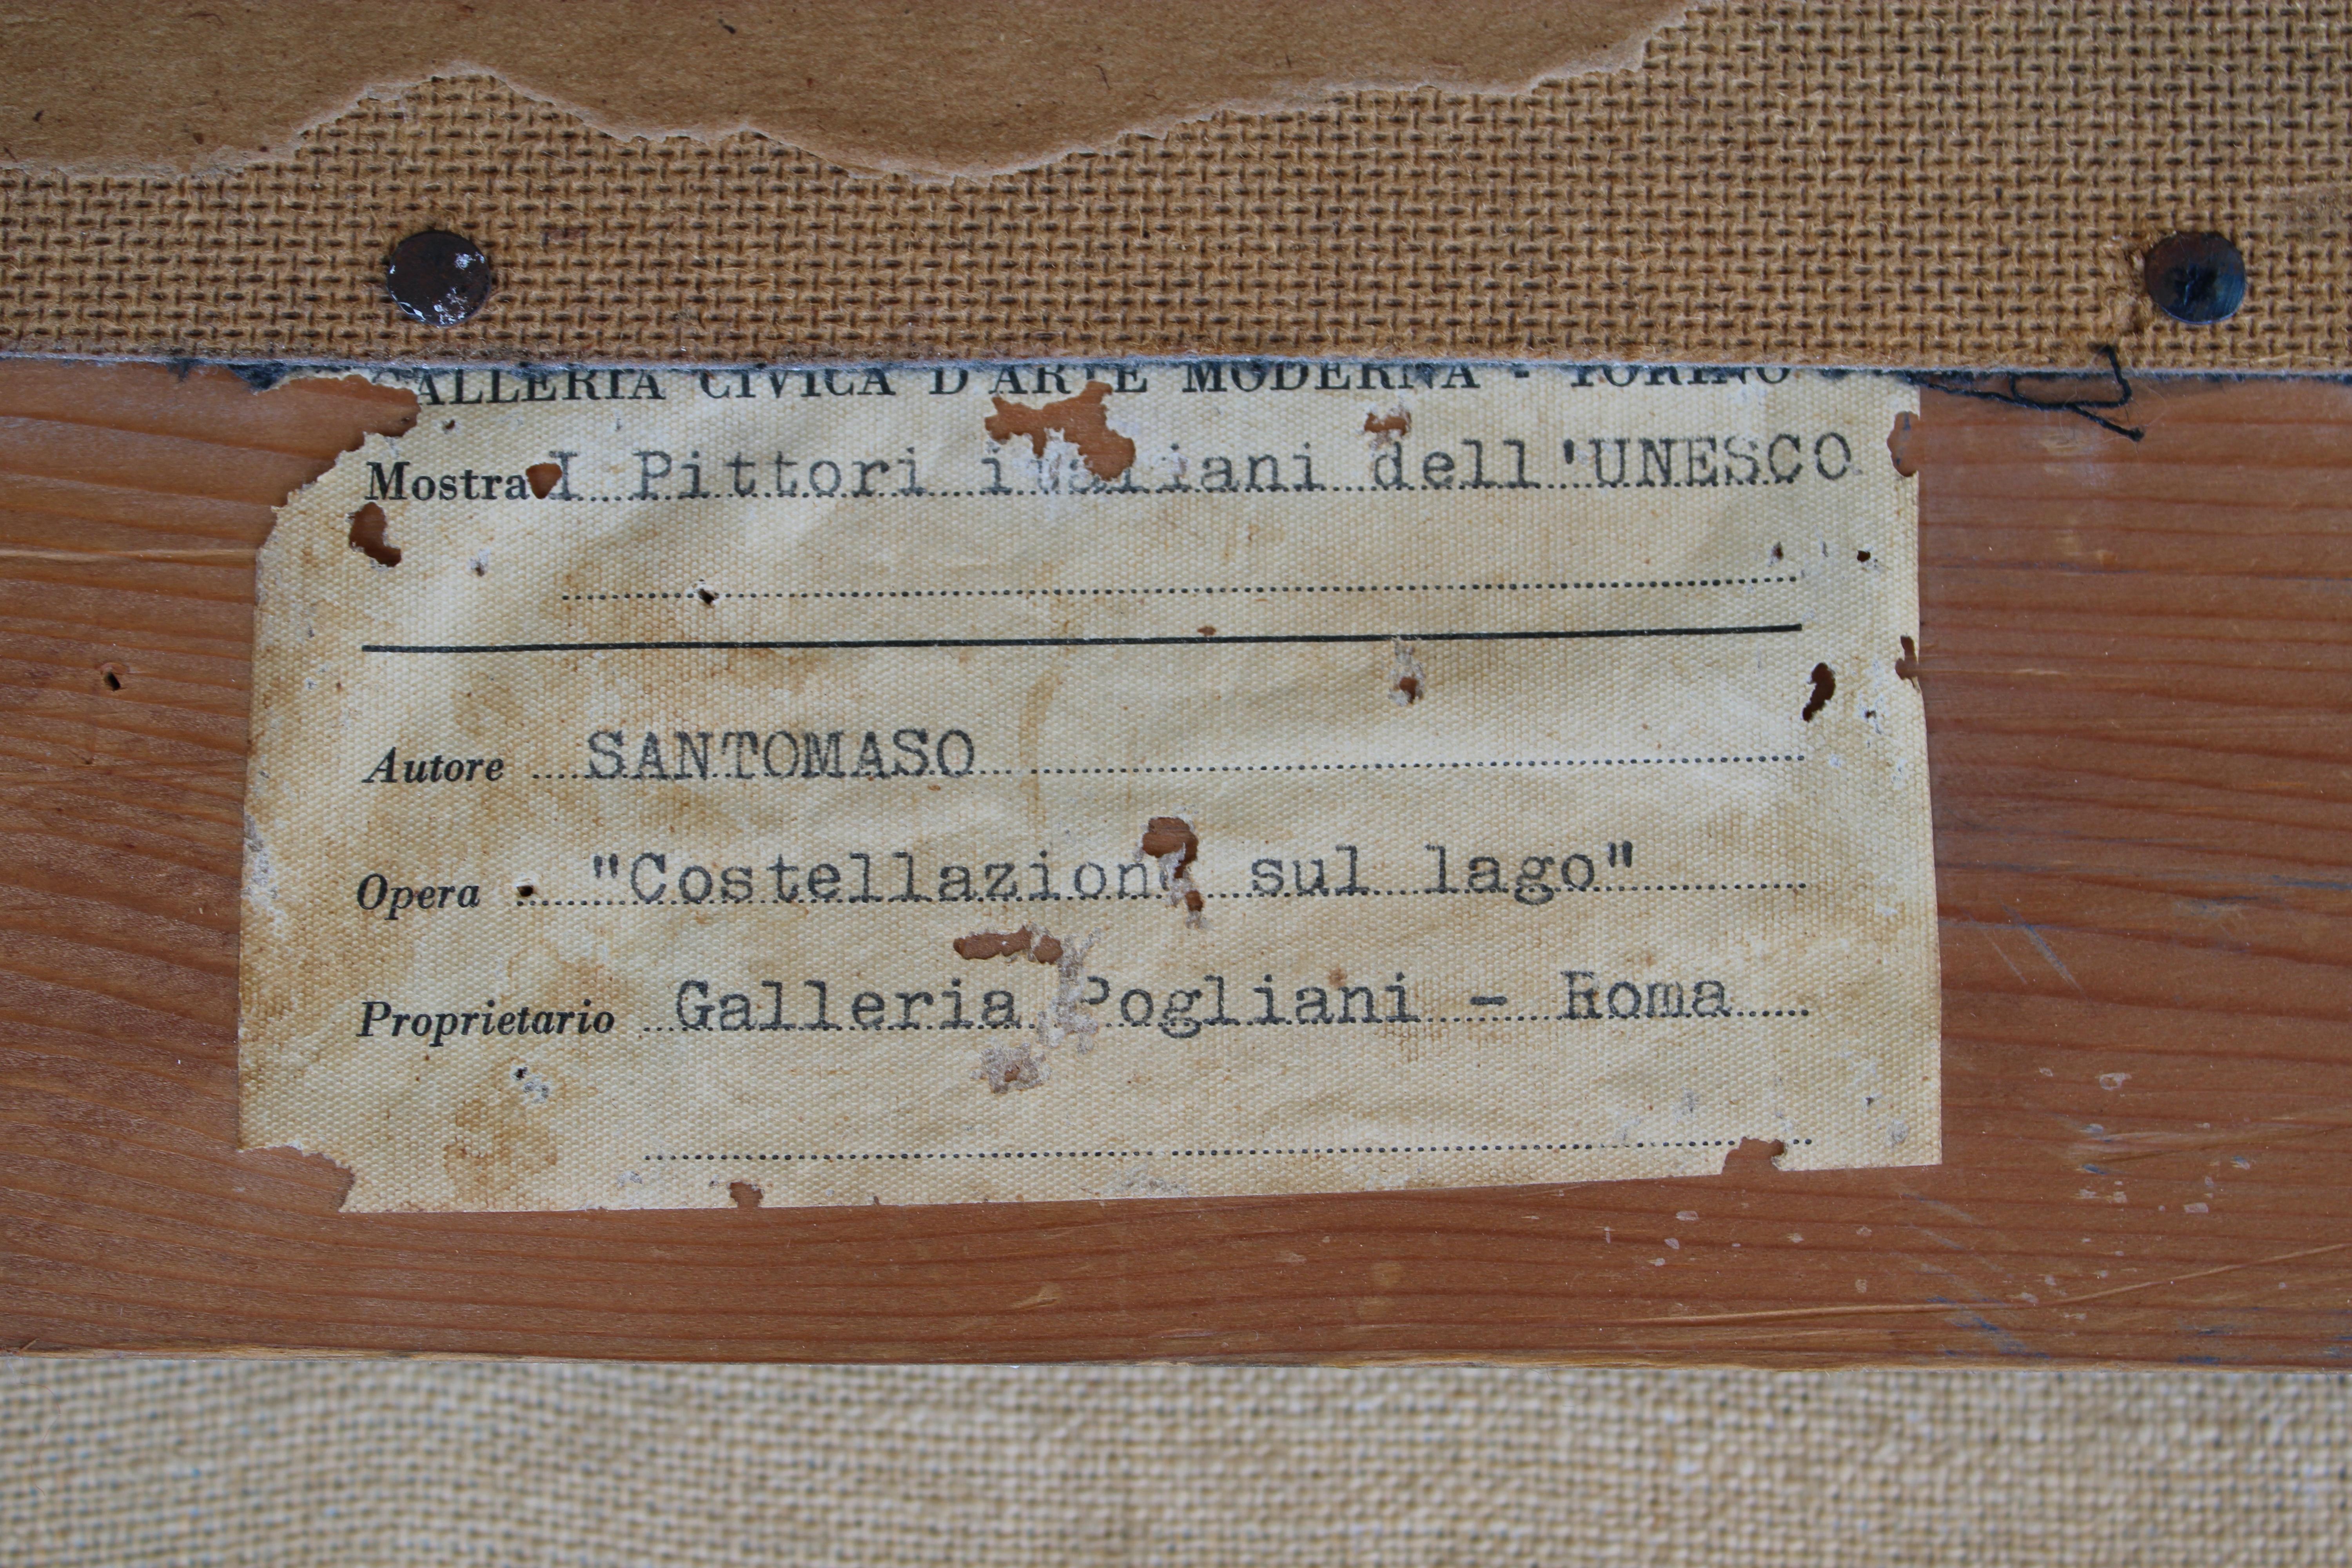 GALLERIA CIVICA D'ARTE MODERNA - TORINO
Mostra I Pittori italiani dell'UNESCO
Autore SANTOMASO
Opera "Costellazione sul lago"
Proprietario Galleria Pogliani - Roma